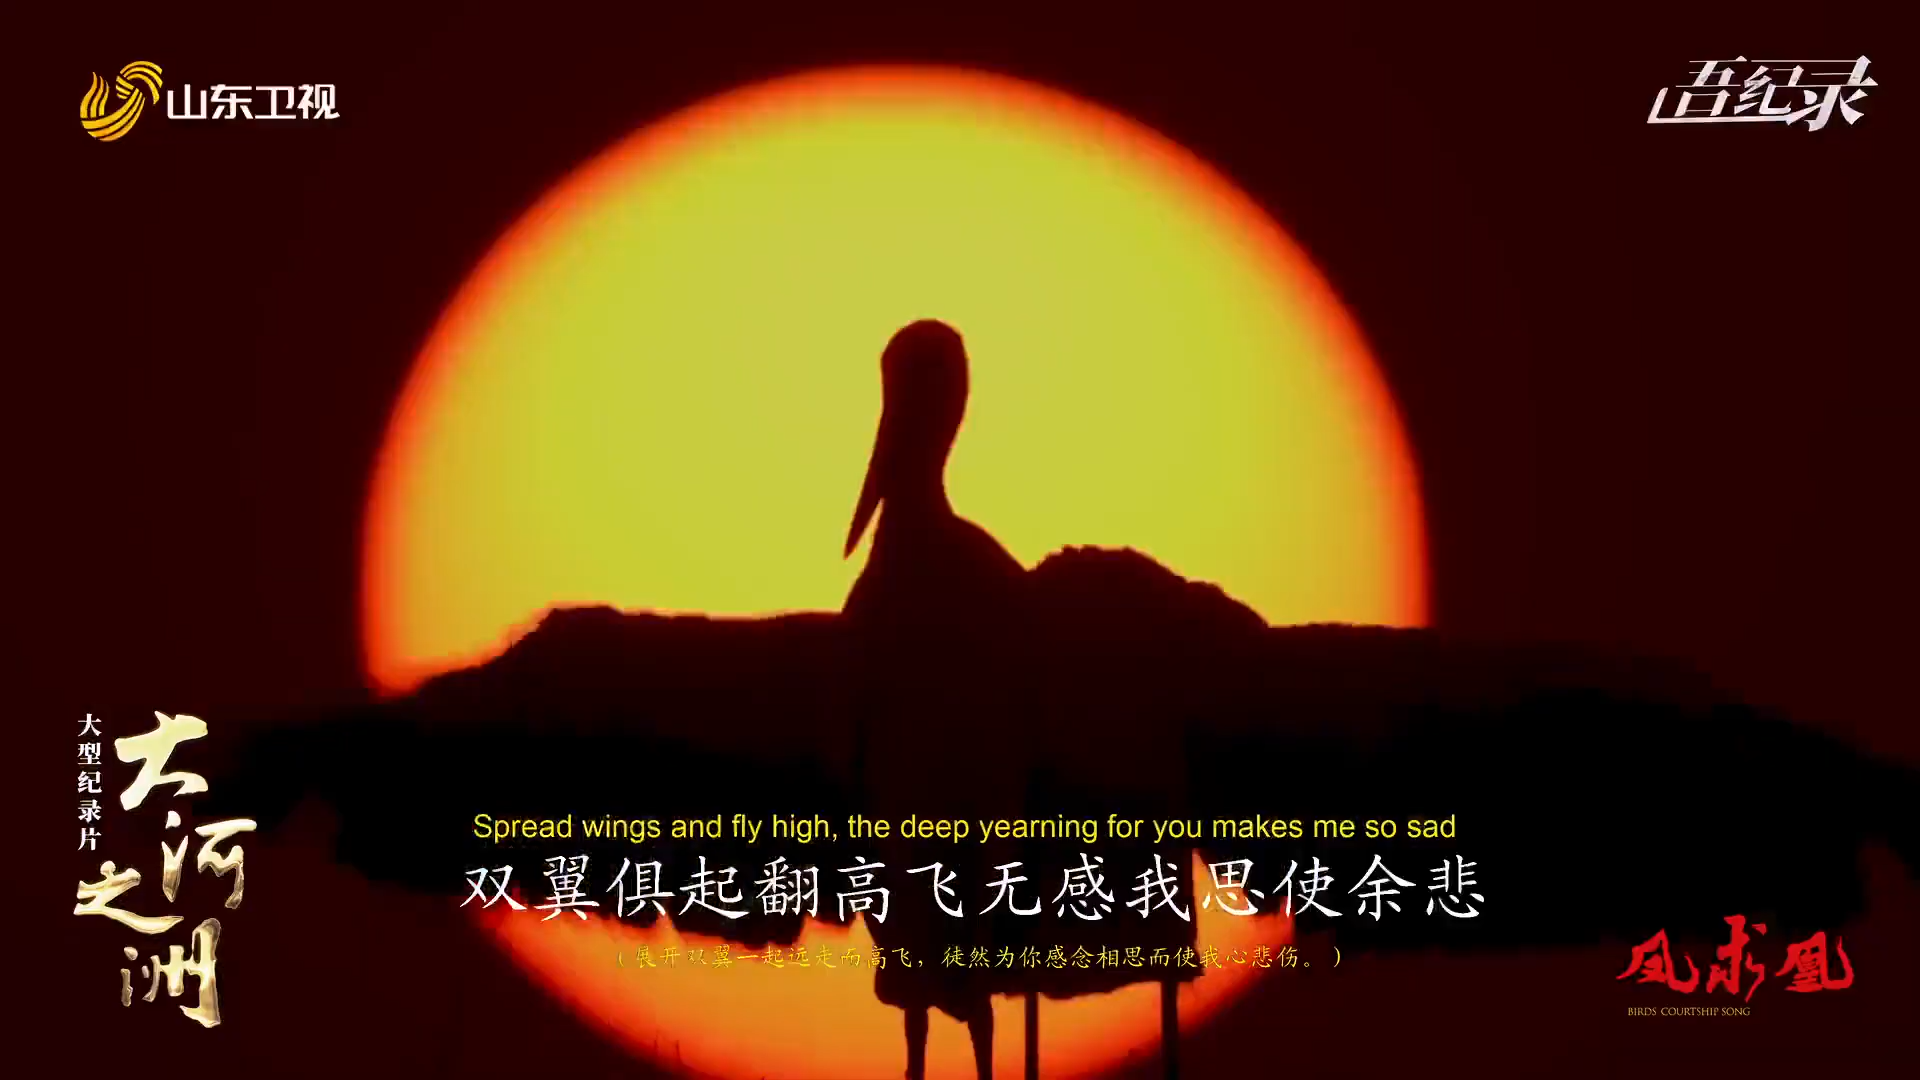 山东卫视
吾纪录
大型纪录片
大河之洲
Spread wings and fly high, the deep yearning for you makes me so sad
双翼俱起翻高飞无感我思使余悲
（展开双翼一起远走而高飞，徒然为你感念相思而使我心悲伤。）
凤求凰
BIRDS COURTSHIP SONG